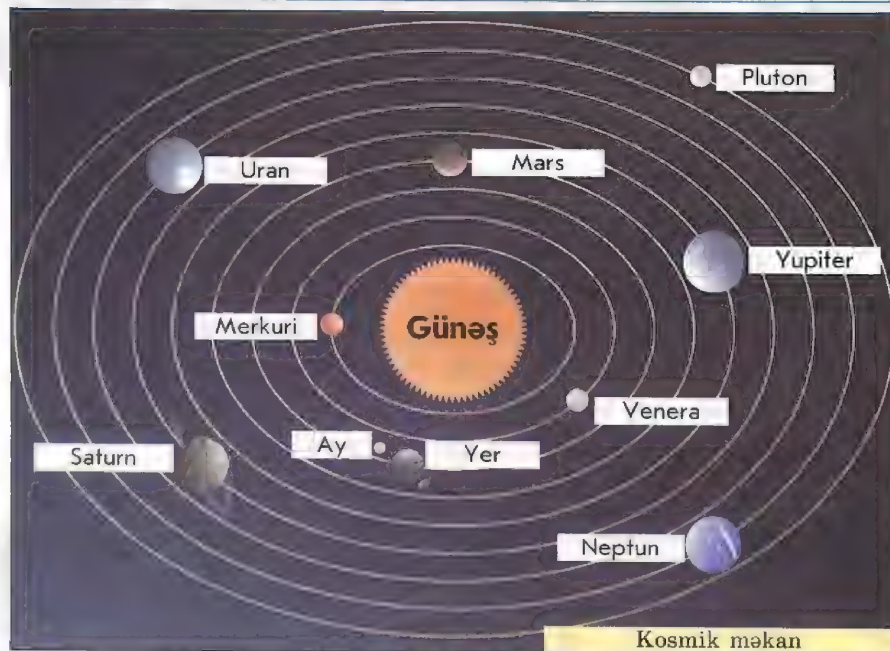 Pluton
Uran
Mars
Yupiter
Merkuri
Günəş
Venera
Ay
Yer
Saturn
Neptun
Kosmik məkan